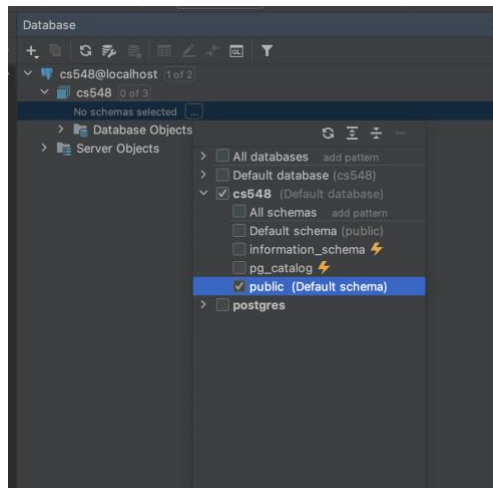 Database
QL
cs548@localhost 1 of 2
cs548 0 of 3
No schemas selected ...
Database Objects
Server Objects
All databases add pattern
Default database (cs548)
cs548 (Default database)
All schemas add pattern
Default schema (public)
information_schema
pg_catalog
public (Default schema)
postgres